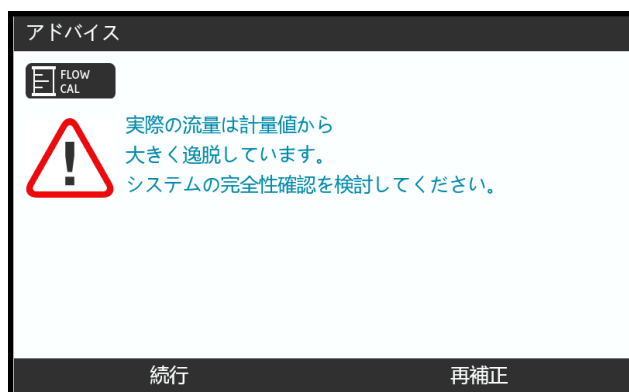 アドバイス
FLOW
CAL
実際の流量は計量値から
大きく逸脱しています。
システムの完全性確認を検討してください。
続行
再補正